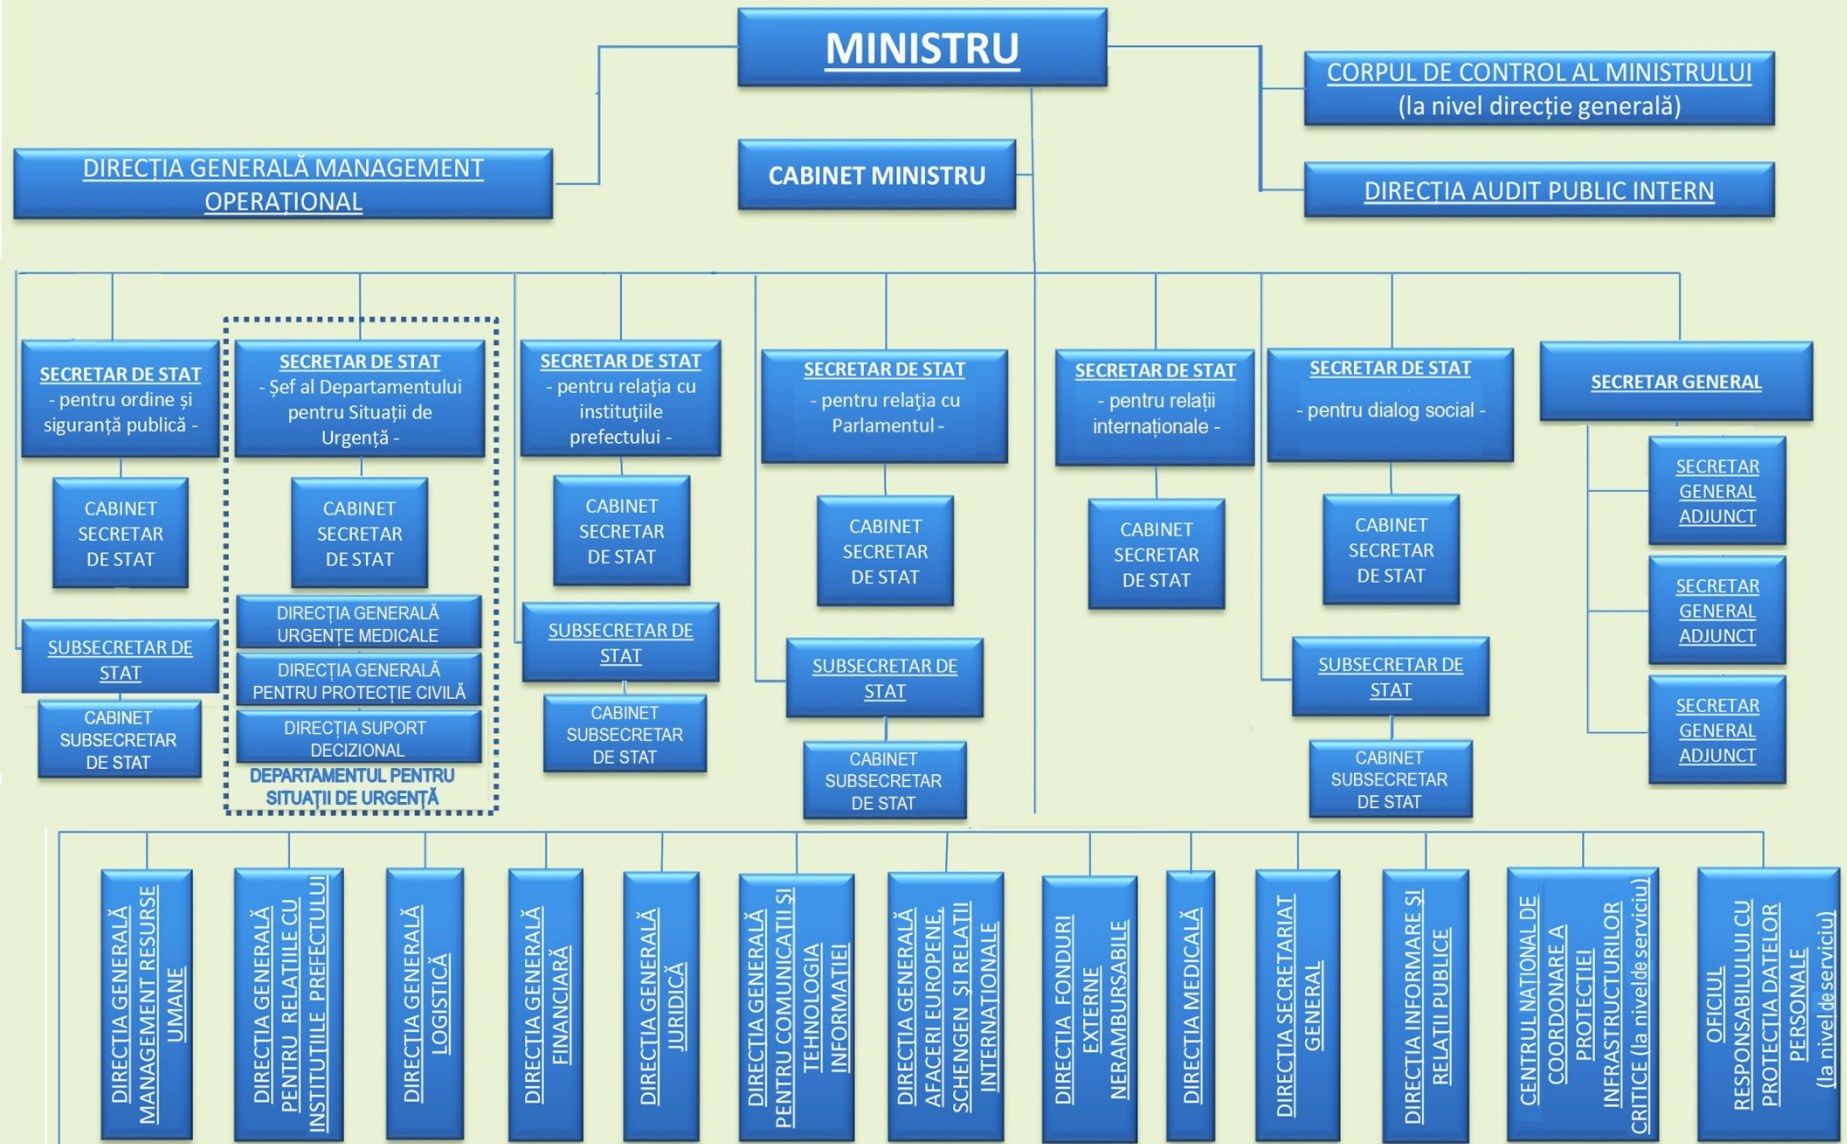 MINISTRU
CORPUL DE CONTROL AL MINISTRULUI
(la nivel direcție generală)
DIRECȚIA GENERALĂ MANAGEMENT
OPERAȚIONAL
CABINET MINISTRU
DIRECȚIA AUDIT PUBLIC INTERN
SECRETAR DE STAT
- pentru ordine și
siguranță publică -
CABINET
SECRETAR
DE STAT
SUBSECRETAR DE
STAT
CABINET
SUBSECRETAR
DE STAT
SECRETAR DE STAT
- Șef al Departamentului
pentru Situații de
Urgență -
CABINET
SECRETAR
DE STAT
DIRECȚIA GENERALĂ
URGENȚE MEDICALE
DIRECȚIA GENERALĂ
PENTRU PROTECȚIE CIVILĂ
DIRECȚIA SUPORT
DECIZIONAL
DEPARTAMENTUL PENTRU
SITUAȚII DE URGENȚĂ
SECRETAR DE STAT
- pentru relaţia cu
instituţiile
prefectului -
CABINET
SECRETAR
DE STAT
SUBSECRETAR DE
STAT
CABINET
SUBSECRETAR
DE STAT
SECRETAR DE STAT
- pentru relaţia cu
Parlamentul -
CABINET
SECRETAR
DE STAT
SUBSECRETAR DE
STAT
CABINET
SUBSECRETAR
DE STAT
SECRETAR DE STAT
- pentru relații
internaționale -
CABINET
SECRETAR
DE STAT
SECRETAR DE STAT
- pentru dialog social -
CABINET
SECRETAR
DE STAT
SUBSECRETAR DE
STAT
CABINET
SUBSECRETAR
DE STAT
SECRETAR GENERAL
SECRETAR
GENERAL
ADJUNCT
SECRETAR
GENERAL
ADJUNCT
SECRETAR
GENERAL
ADJUNCT
DIRECȚIA GENERALĂ
MANAGEMENT RESURSE
UMANE
DIRECȚIA GENERALĂ
PENTRU RELAȚIILE CU
INSTITUȚIILE PREFECTULUI
DIRECȚIA GENERALĂ
LOGISTICĂ
DIRECȚIA GENERALĂ
FINANCIARĂ
DIRECȚIA GENERALĂ
JURIDICĂ
DIRECȚIA GENERALĂ
PENTRU COMUNICAȚII ȘI
TEHNOLOGIA
INFORMAȚIEI
DIRECȚIA GENERALĂ
AFACERI EUROPENE,
SCHENGEN ȘI RELAȚII
INTERNAȚIONALE
DIRECȚIA FONDURI
EXTERNE
NERAMBURSABILE
DIRECȚIA MEDICALĂ
DIRECȚIA SECRETARIAT
GENERAL
DIRECȚIA INFORMARE ȘI
RELAȚII PUBLICE
CENTRUL NAȚIONAL DE
COORDONARE A
PROTECȚIEI
INFRASTRUCTURILOR
CRITICE (la nivel de serviciu)
OFICIUL
RESPONSABILULUI CU
PROTECȚIA DATELOR
PERSONALE
(la nivel de serviciu)